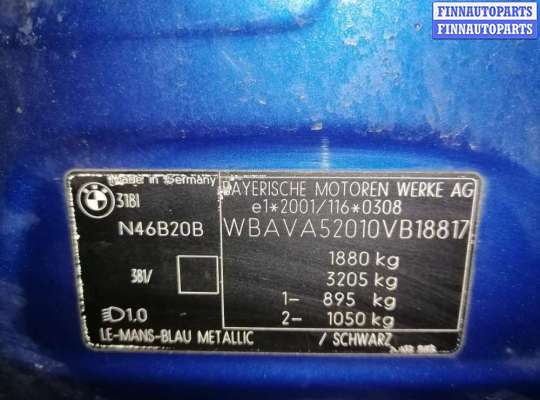 FINNAUTOPARTS
FINNAUTOPARTS
Made in Germany
BMW
318I
N46B20B
381/
1.0
LE-MANS-BLAU METALLIC
BAYERISCHE MOTOREN WERKE AG
e1*2001/116*0308
WBAVA52010VB18817
1880 kg
3205 kg
1- 895 kg
2- 1050 kg
/ SCHWARZ